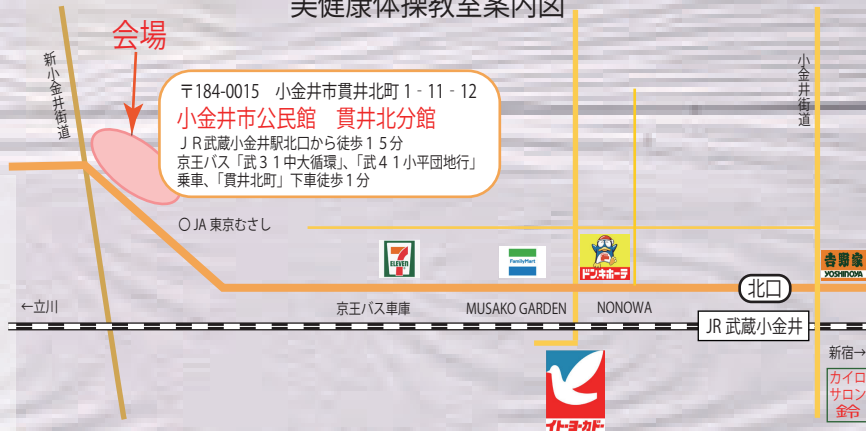 美健康体操教室案内図
会場
新小金井街道
小金井街道
〒184-0015　小金井市貫井北町 1‐11‐12
小金井市公民館　貫井北分館
ＪＲ武蔵小金井駅北口から徒歩１５分
京王バス「武３１中大循環」、「武４１小平団地行」
乗車、「貫井北町」下車徒歩１分
〇 JA 東京むさし
7
ELEVEN
FamilyMart
ドン.キホーテ
吉野家
YOSHINOYA
北口
←立川
京王バス車庫
MUSAKO GARDEN
NONOWA
JR 武蔵小金井
新宿→
カイロ
サロン
鈴
イトーヨーカドー